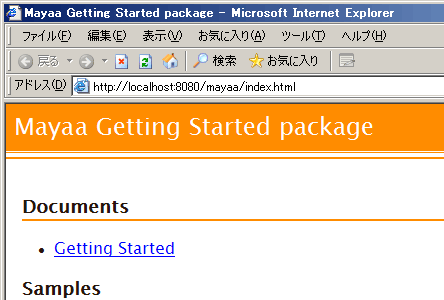 Mayaa Getting Started package - Microsoft Internet Explorer
ファイル(F) 編集(E) 表示(V) お気に入り(A) ツール(T) ヘルプ(H)
戻る 検索 お気に入り
アドレス(D) http://localhost:8080/mayaa/index.html
Mayaa Getting Started package
Documents
• Getting Started
Samples